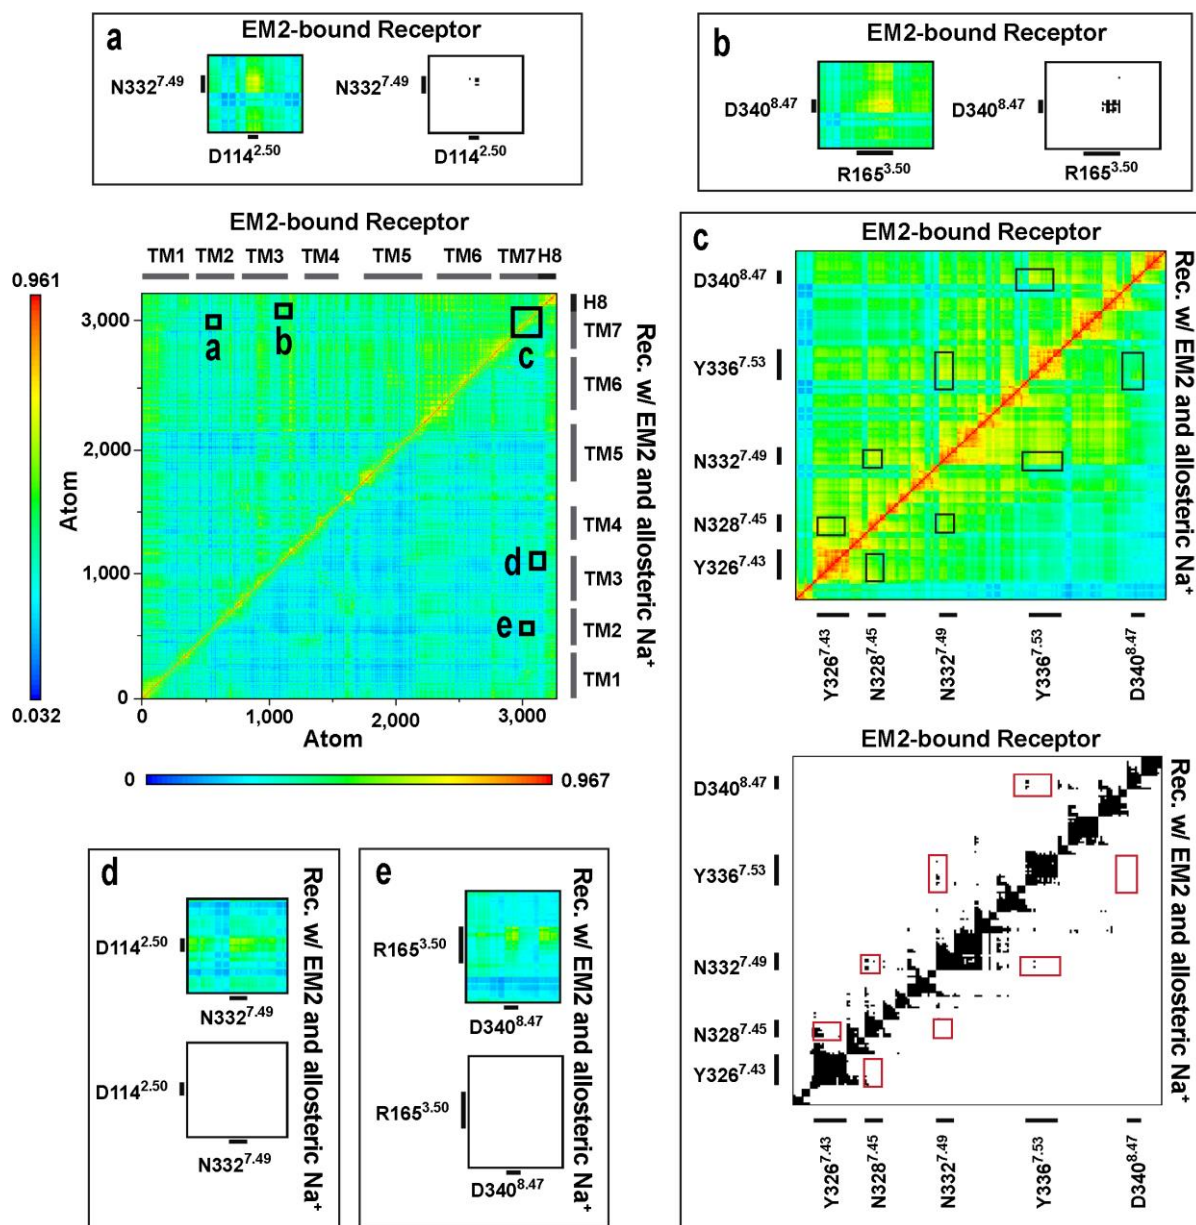 a
EM2-bound Receptor
N332^7.49
N332^7.49
D114^2.50
D114^2.50
b
EM2-bound Receptor
D340^8.47
D340^8.47
R165^3.50
R165^3.50
EM2-bound Receptor
TM1 TM2 TM3 TM4 TM5 TM6 TM7 H8
0.961
0.032
Atom
3,000
2,000
1,000
0
a
b
c
d
e
H8
TM7
TM6
TM5
TM4
TM3
TM2
TM1
Rec. w/ EM2 and allosteric Na⁺
0 1,000 2,000 3,000
Atom
0
0.967
c
EM2-bound Receptor
D340^8.47
Y336^7.53
N332^7.49
N328^7.45
Y326^7.43
Rec. w/ EM2 and allosteric Na⁺
Y326^7.43
N328^7.45
N332^7.49
Y336^7.53
D340^8.47
EM2-bound Receptor
D340^8.47
Y336^7.53
N332^7.49
N328^7.45
Y326^7.43
Rec. w/ EM2 and allosteric Na⁺
Y326^7.43
N328^7.45
N332^7.49
Y336^7.53
D340^8.47
d
D114^2.50
N332^7.49
D114^2.50
N332^7.49
Rec. w/ EM2 and allosteric Na⁺
e
R165^3.50
D340^8.47
R165^3.50
D340^8.47
Rec. w/ EM2 and allosteric Na⁺